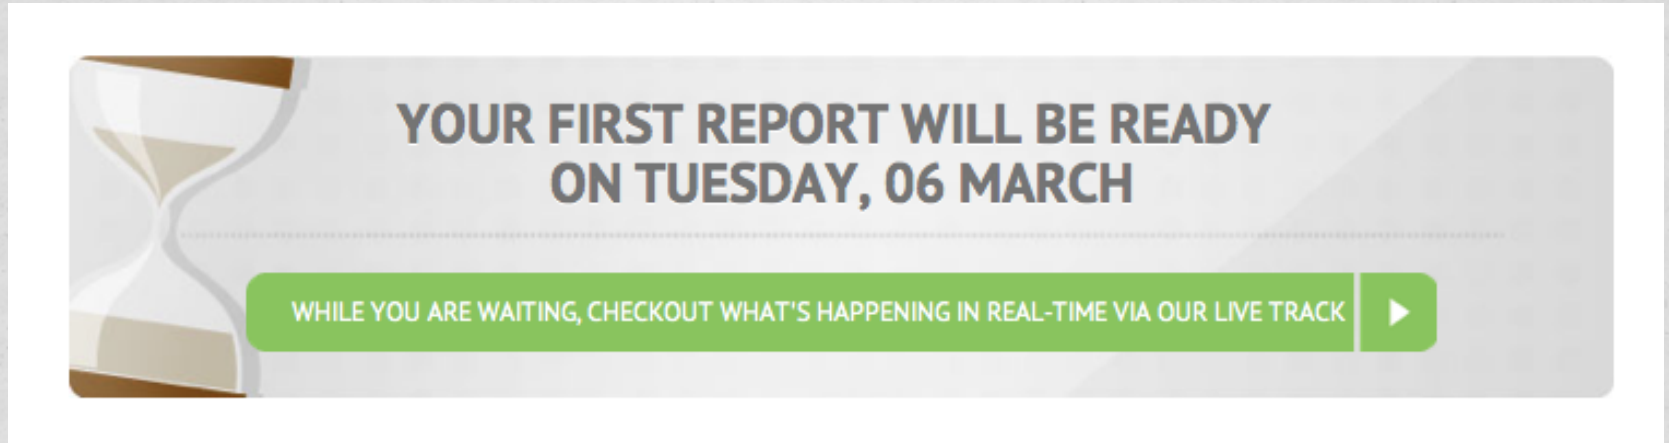 YOUR FIRST REPORT WILL BE READY
ON TUESDAY, 06 MARCH
WHILE YOU ARE WAITING, CHECKOUT WHAT'S HAPPENING IN REAL-TIME VIA OUR LIVE TRACK